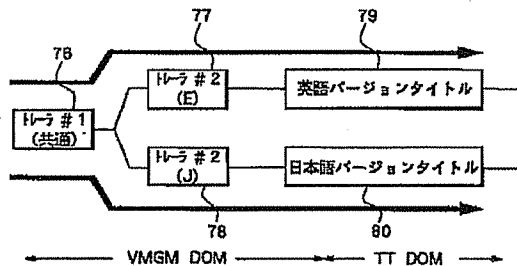 77
79
76
トレーラ #2
(E)
英語バージョンタイトル
トレーラ #1
(共通)
トレーラ #2
(J)
日本語バージョンタイトル
78
80
VMGM DOM
TT DOM